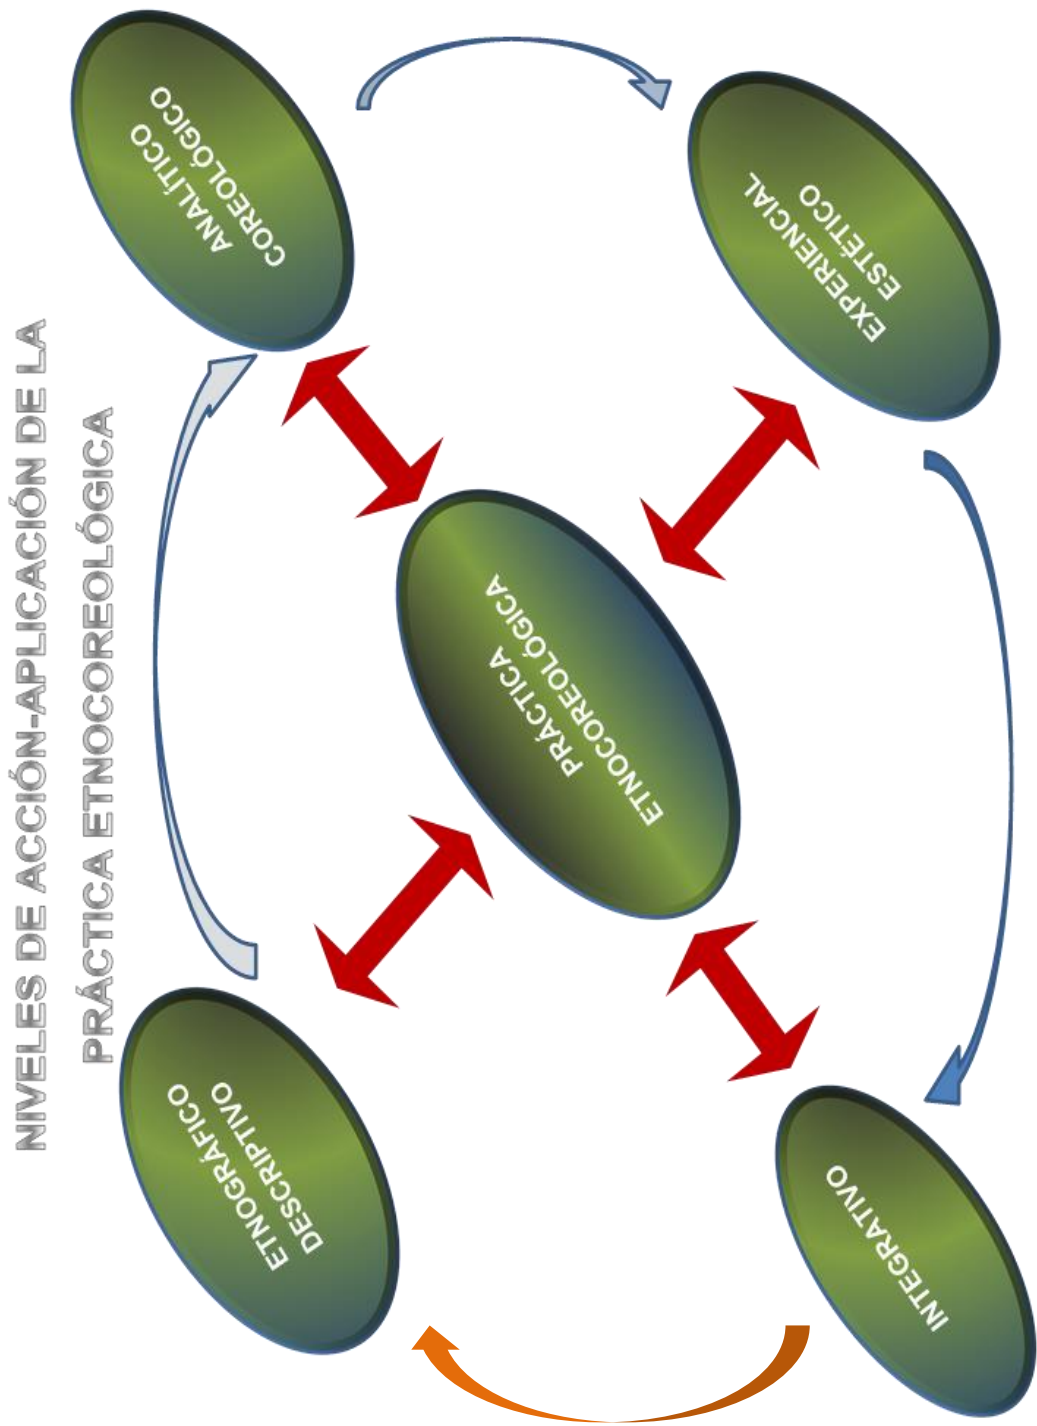 NIVELES DE ACCIÓN-APLICACIÓN DE LA
PRÁCTICA ETNOCOREOLÓGICA
ETNOGRÁFICO
DESCRIPTIVO
ANALÍTICO
COREOLÓGICO
PRÁCTICA
ETNOCOREOLÓGICA
INTEGRATIVO
EXPERIENCIAL
ESTÉTICO